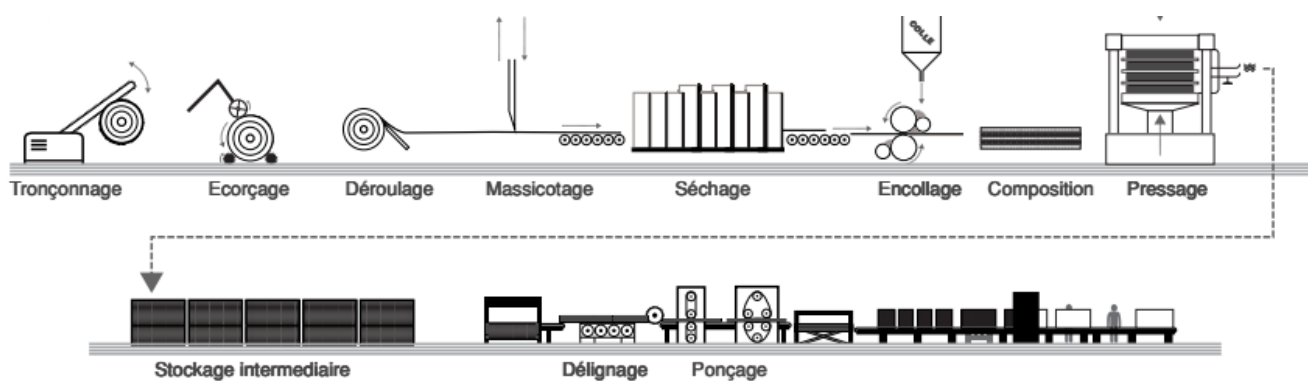 COLLE
Tronçonnage Ecorçage Déroulage Massicotage Séchage Encollage Composition Pressage
Stockage intermediaire Délignage Ponçage